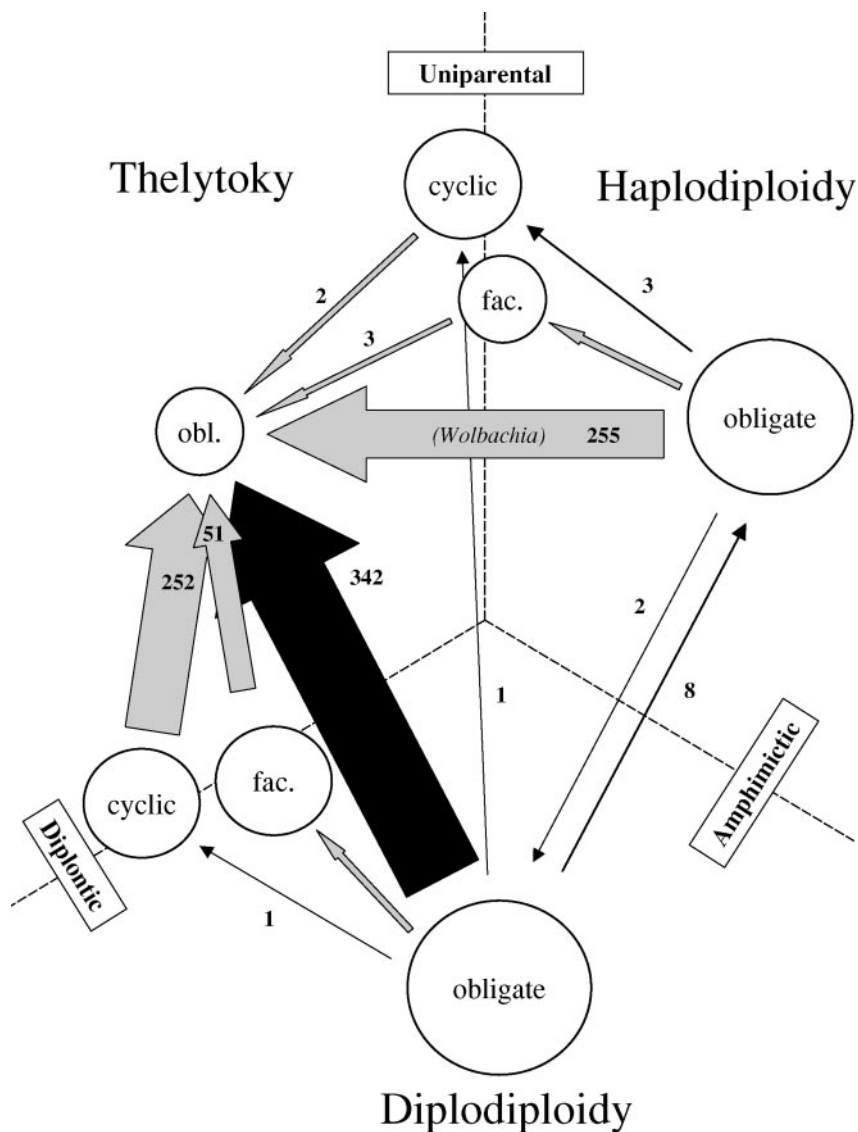 Uniparental
Thelytoky
Haplodiploidy
cyclic
2
3
fac.
3
obl.
(Wolbachia) 255
obligate
51
252
342
2
1
8
cyclic
fac.
Amphimictic
Diplontic
1
obligate
Diplodiploidy